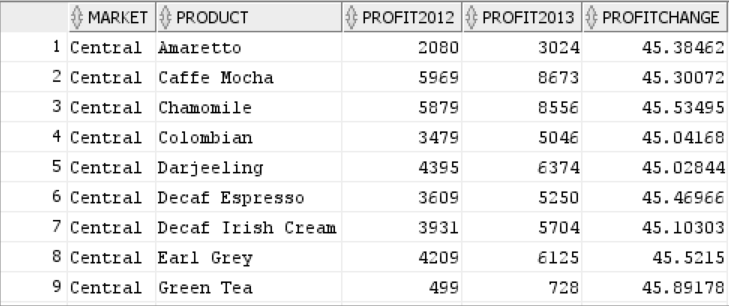 MARKET PRODUCT PROFIT2012 PROFIT2013 PROFITCHANGE
1 Central Amaretto 2080 3024 45.38462
2 Central Caffe Mocha 5969 8673 45.30072
3 Central Chamomile 5879 8556 45.53495
4 Central Colombian 3479 5046 45.04168
5 Central Darjeeling 4395 6374 45.02844
6 Central Decaf Espresso 3609 5250 45.46966
7 Central Decaf Irish Cream 3931 5704 45.10303
8 Central Earl Grey 4209 6125 45.5215
9 Central Green Tea 499 728 45.89178